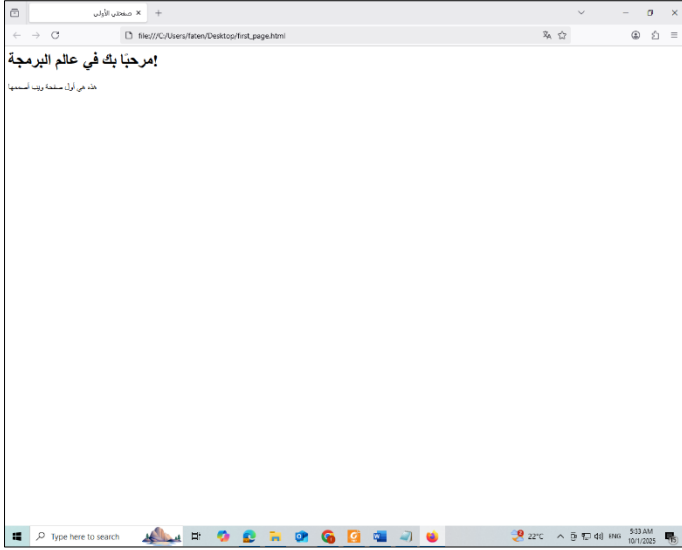 صفحتي الأولى
file:///C:/Users/faten/Desktop/first_page.html
مرحبًا بك في عالم البرمجة!
هذه هي أول صفحة ويب أصممها
Type here to search
22°C
ENG
5:33 AM
10/1/2025